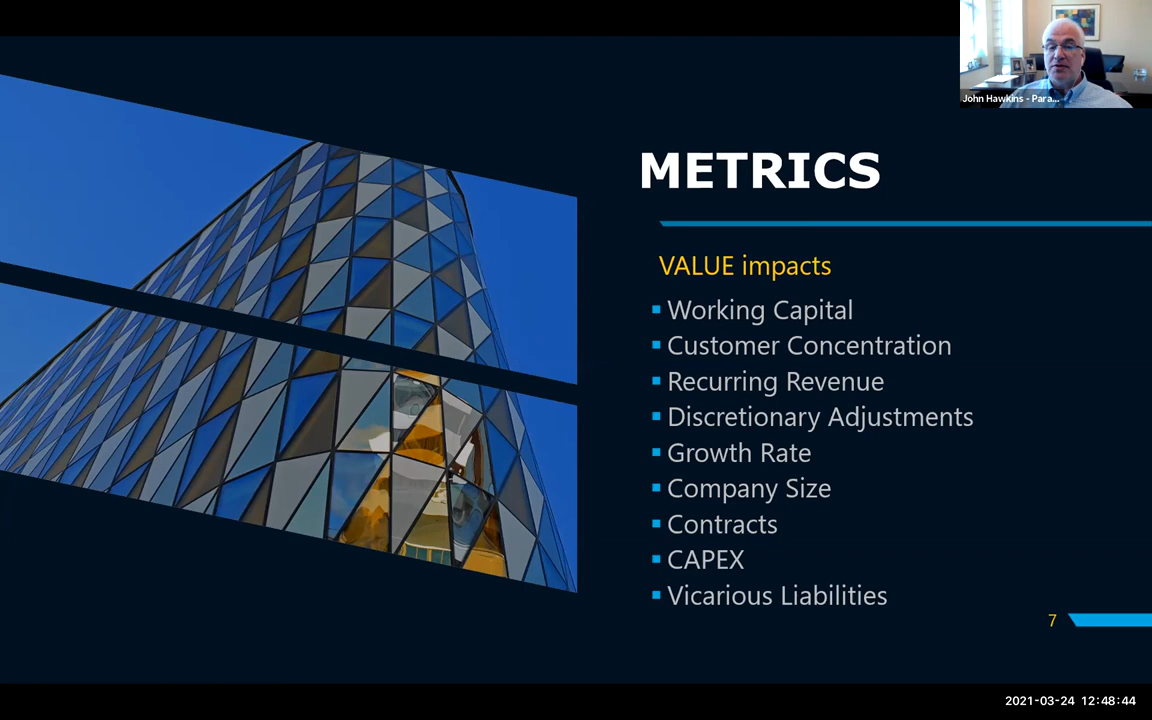 John Hawkins - Para...
METRICS
VALUE impacts
Working Capital
Customer Concentration
Recurring Revenue
Discretionary Adjustments
Growth Rate
Company Size
Contracts
CAPEX
Vicarious Liabilities
7
2021-03-24 12:48:44